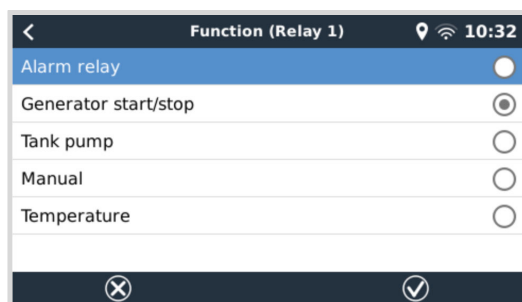 Function (Relay 1) 10:32
Alarm relay
Generator start/stop
Tank pump
Manual
Temperature